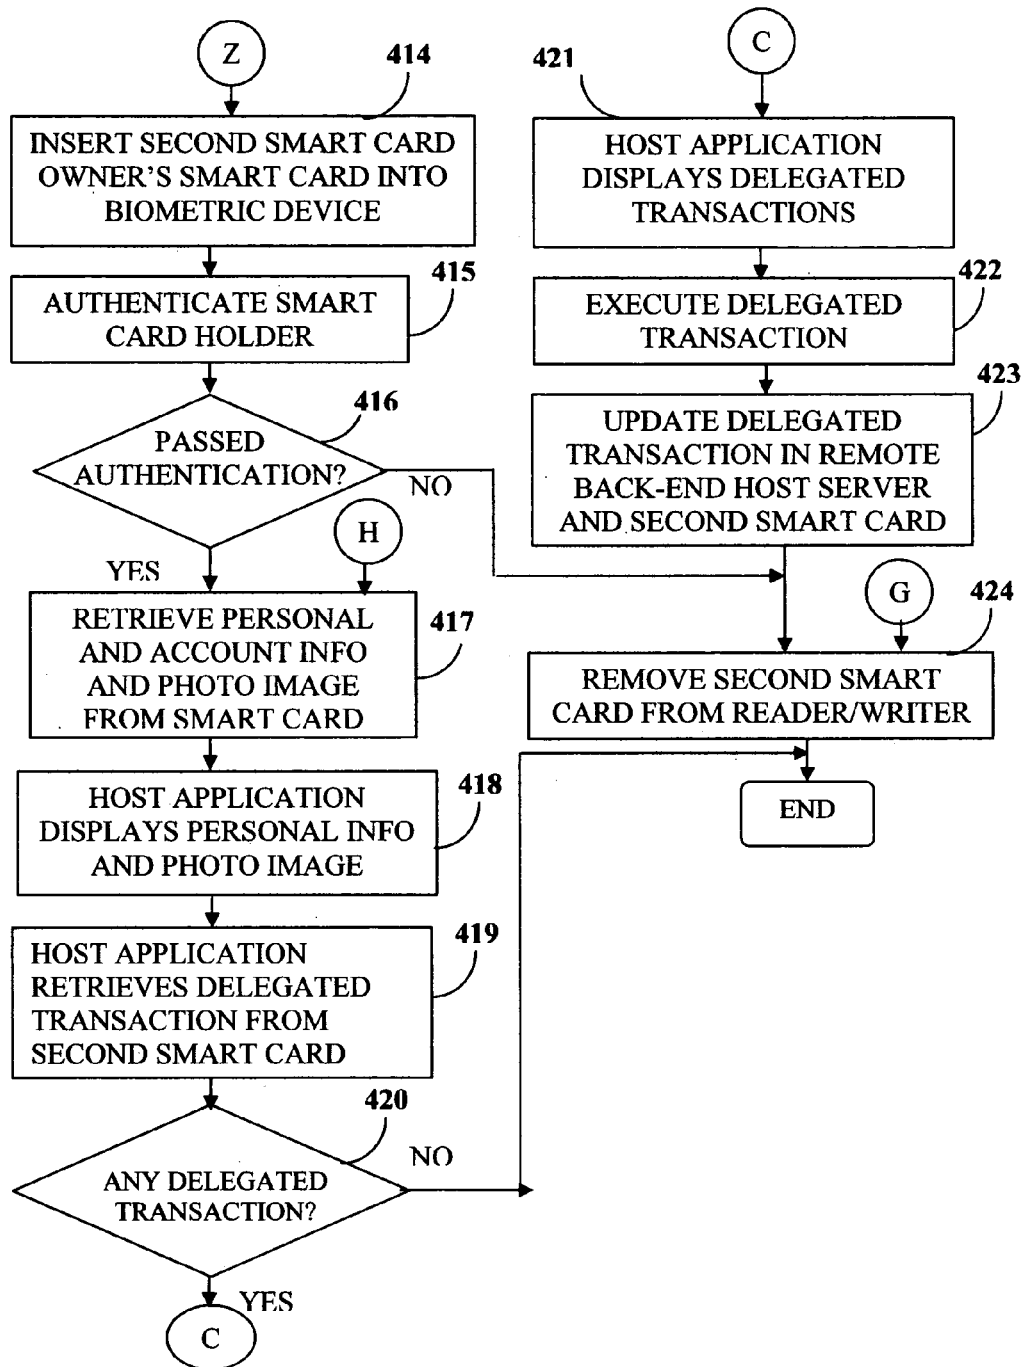 Z
414
INSERT SECOND SMART CARD
OWNER'S SMART CARD INTO
BIOMETRIC DEVICE
415
AUTHENTICATE SMART
CARD HOLDER
416
PASSED
AUTHENTICATION?
NO
H
YES
RETRIEVE PERSONAL
AND ACCOUNT INFO
AND PHOTO IMAGE
FROM SMART CARD
417
HOST APPLICATION
DISPLAYS PERSONAL INFO
AND PHOTO IMAGE
418
HOST APPLICATION
RETRIEVES DELEGATED
TRANSACTION FROM
SECOND SMART CARD
419
420
ANY DELEGATED
TRANSACTION?
NO
YES
C
C
421
HOST APPLICATION
DISPLAYS DELEGATED
TRANSACTIONS
422
EXECUTE DELEGATED
TRANSACTION
423
UPDATE DELEGATED
TRANSACTION IN REMOTE
BACK-END HOST SERVER
AND SECOND SMART CARD
G
424
REMOVE SECOND SMART
CARD FROM READER/WRITER
END